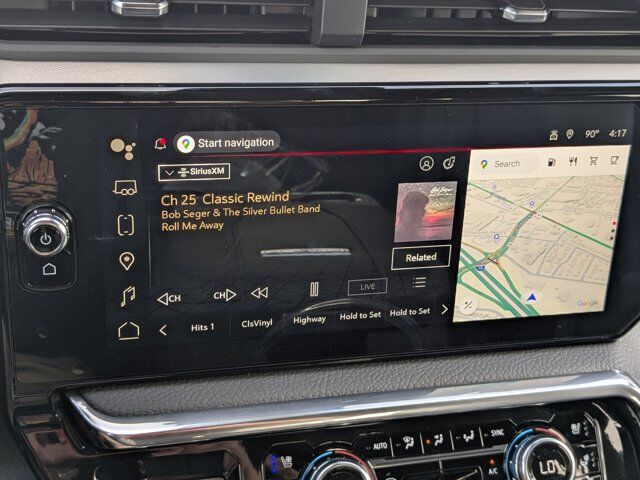 Start navigation
90° 4:17
SiriusXM
Search
Ch 25 Classic Rewind
Bob Seger & The Silver Bullet Band
Roll Me Away
Related
CH
CH
LIVE
Google
Hits 1
ClsVinyl
Highway
Hold to Set
Hold to Set
AUTO
SYNC
A/C
LO